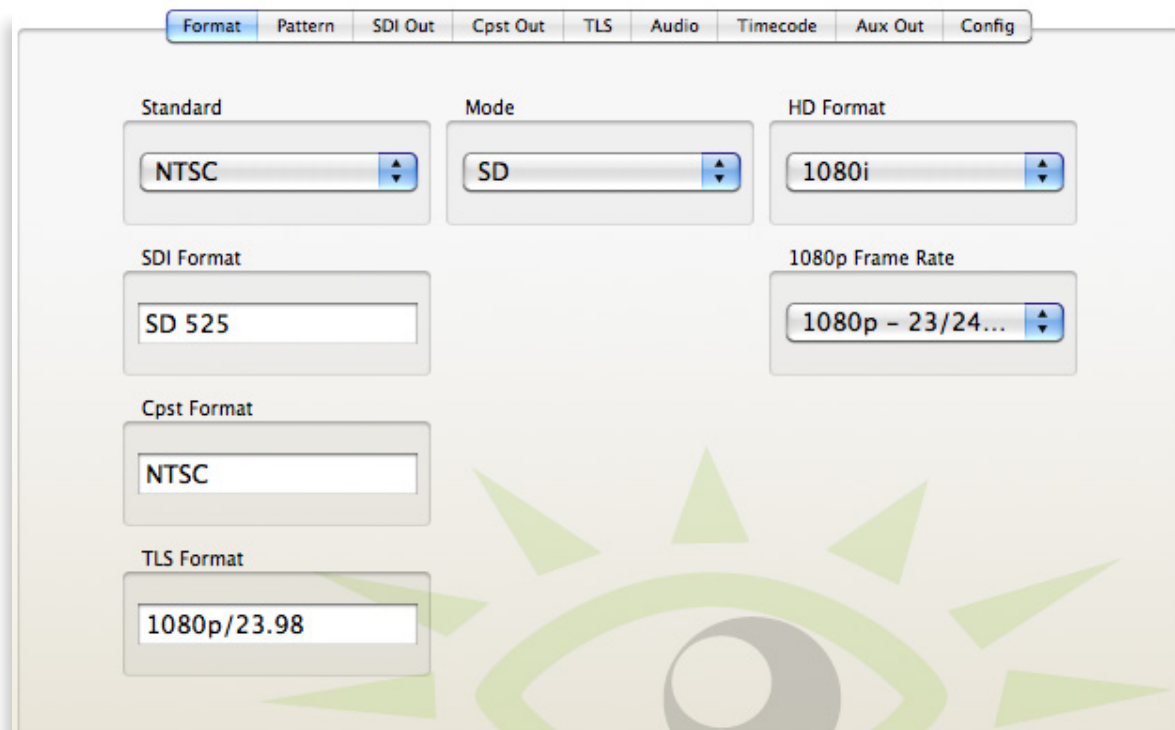 Format Pattern SDI Out Cpst Out TLS Audio Timecode Aux Out Config
Standard Mode HD Format
NTSC SD 1080i
SDI Format 1080p Frame Rate
SD 525 1080p – 23/24...
Cpst Format
NTSC
TLS Format
1080p/23.98